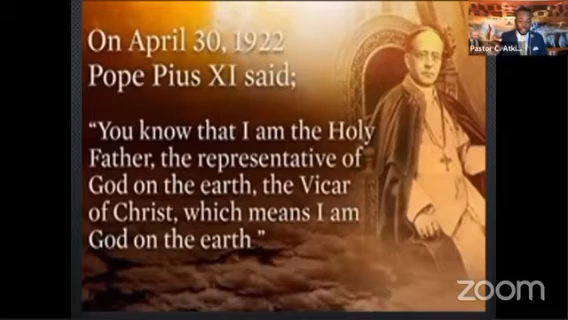 On April 30, 1922
Pope Pius XI said;
“You know that I am the Holy
Father, the representative of
God on the earth, the Vicar
of Christ, which means I am
God on the earth ”
Pastor C. Atki...
zoom